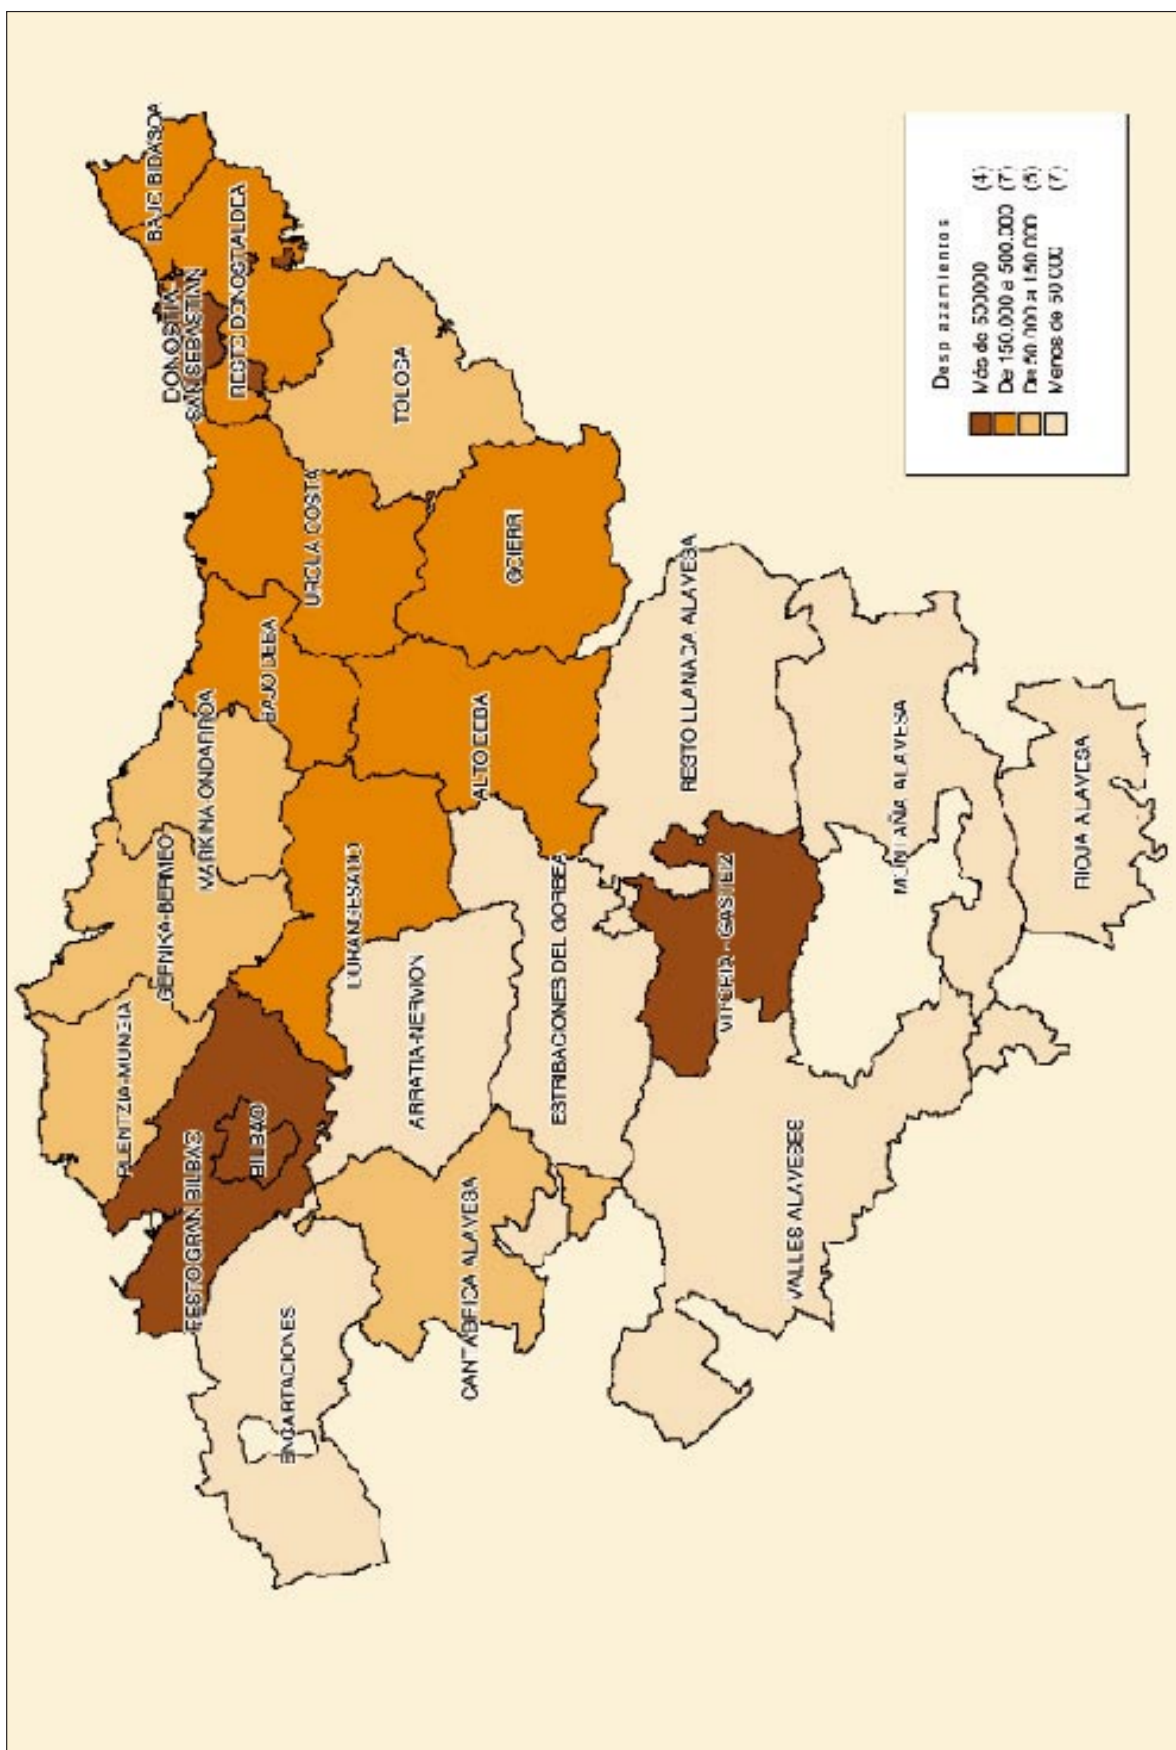 PLENTZIA-MUNGIA
BAJO BIDASOA
GERNIKA-BERMEO
DONOSTIA-
SAN SEBASTIAN
RESTO GRAN BILBAO
MARKINA-ONDARROA
RESTO DONOSTIALDEA
BILBAO
BAJO DEBA
ENCARTACIONES
UROLA COSTA
DURANGESADO
TOLOSA
ARRATIA-NERVION
CANTABRICA ALAVESA
ALTO DEBA
GOIERRI
ESTRIBACIONES DEL GORBEA
RESTO LLANADA ALAVESA
VITORIA - GASTEIZ
VALLES ALAVESES
MONTAÑA ALAVESA
RIOJA ALAVESA
Desplazamientos
Más de 500000 (4)
De 150.000 a 500.000 (7)
De 50.000 a 150.000 (5)
Menos de 50000 (7)